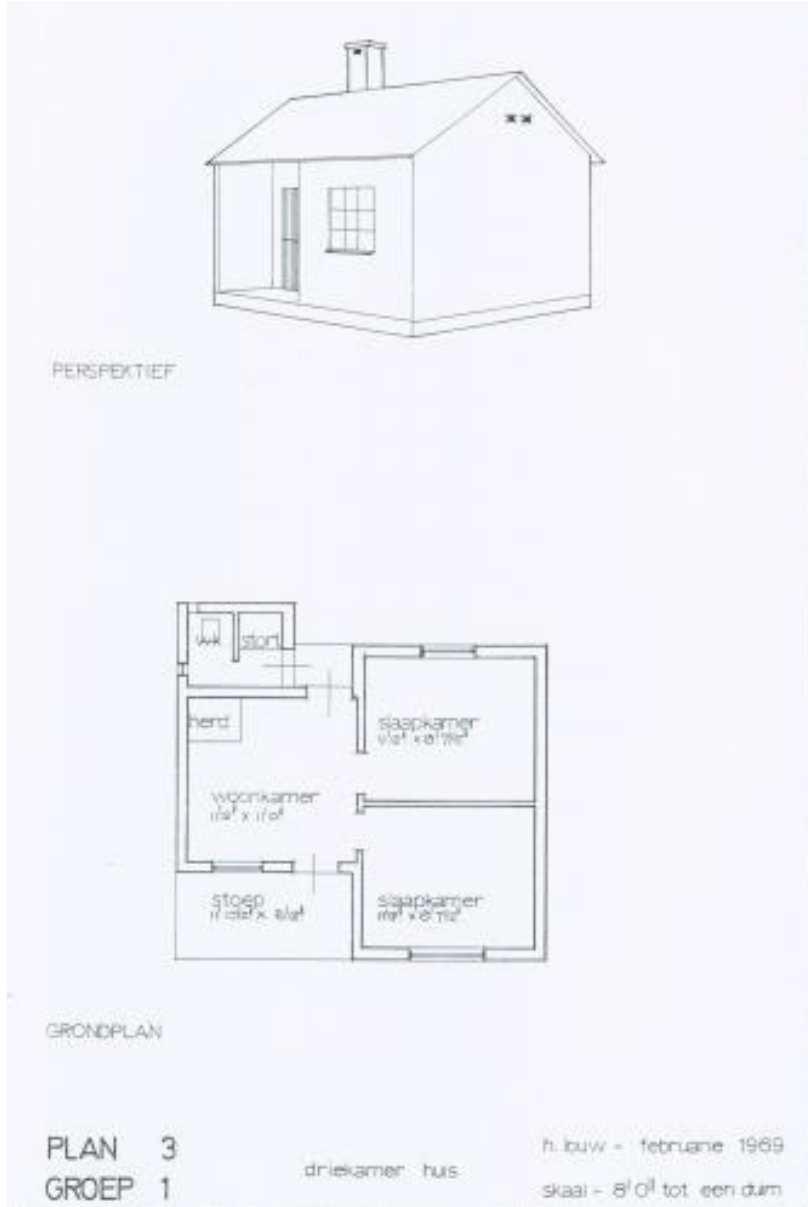 PERSPEKTIEF
wk
stort
herd
slaapkamer
woonkamer
stoep
slaapkamer
GRONDPLAN
PLAN 3
GROEP 1
driekamer huis
h. louw - februarie 1969
skaal - 8'0" tot een duim